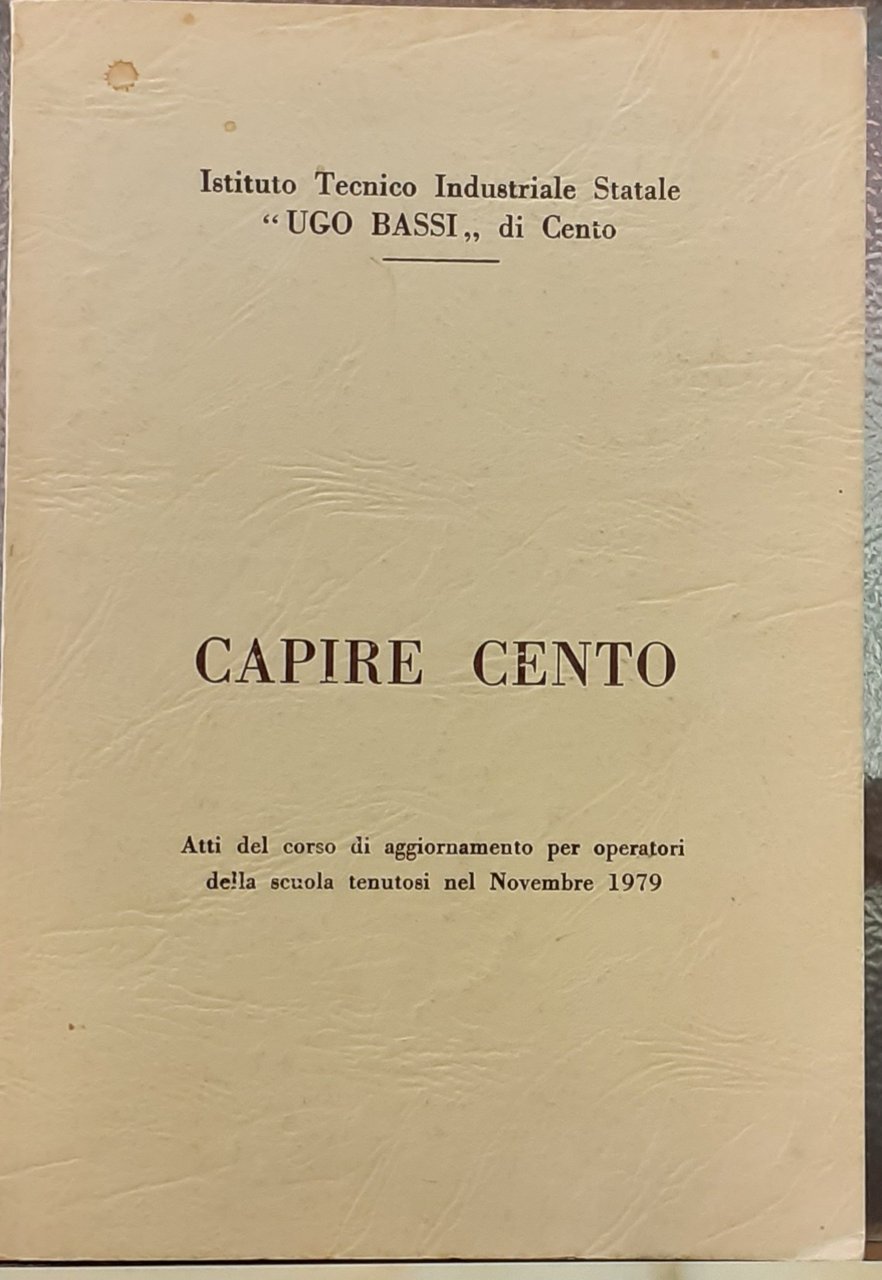 Istituto Tecnico Industriale Statale
“UGO BASSI„ di Cento
CAPIRE CENTO
Atti del corso di aggiornamento per operatori
della scuola tenutosi nel Novembre 1979